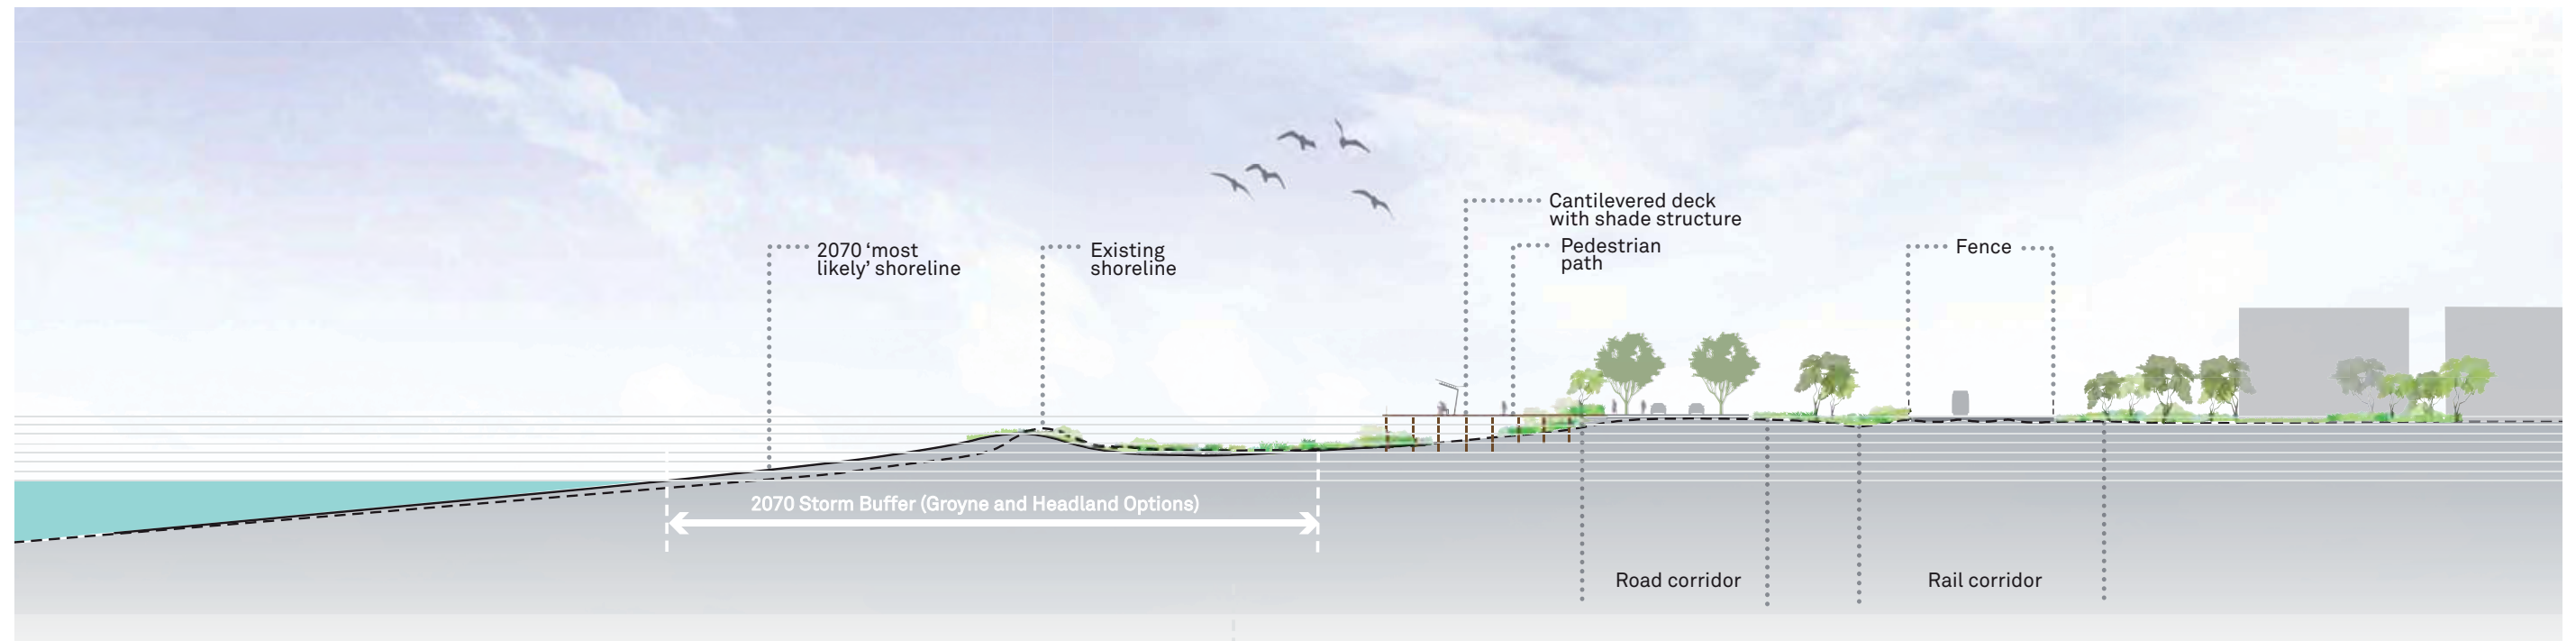 Cantilevered deck
with shade structure
2070 ‘most
likely’ shoreline
Existing
shoreline
Pedestrian
path
Fence
2070 Storm Buffer (Groyne and Headland Options)
Road corridor
Rail corridor